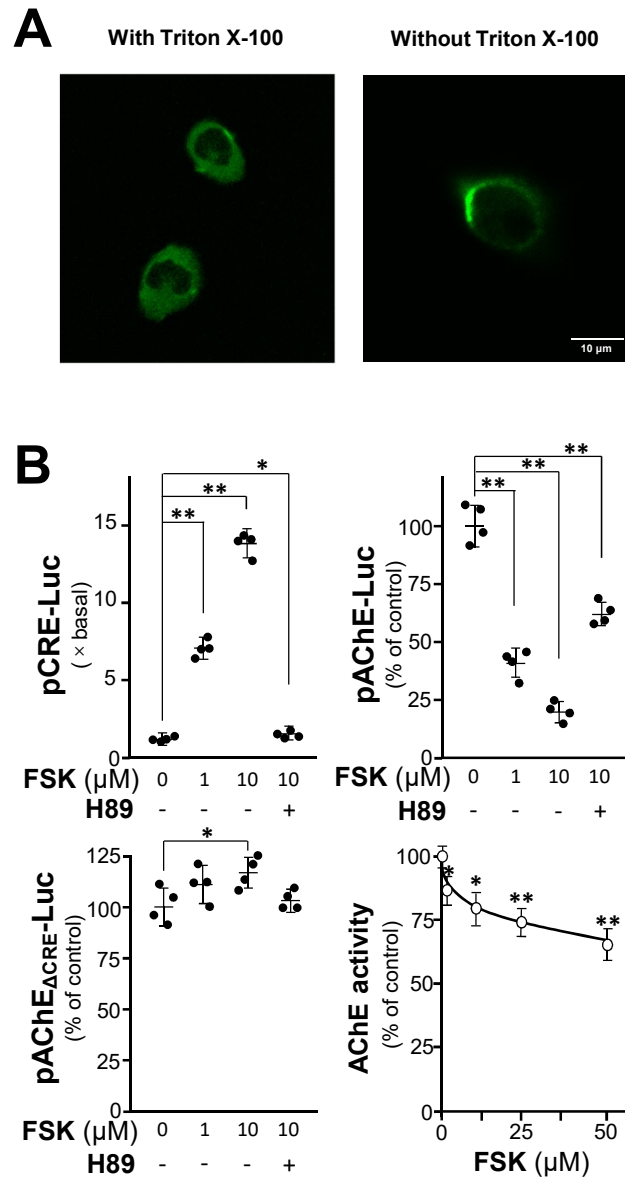 A
With Triton X-100
Without Triton X-100
10 µm
B
pCRE-Luc
( × basal)
15
10
5
0
**
**
*
FSK (µM) 0 1 10 10
H89 - - - +
pAChE-Luc
(% of control)
100
75
50
25
0
**
**
**
FSK (µM) 0 1 10 10
H89 - - - +
pAChEΔCRE-Luc
(% of control)
125
100
75
50
25
0
*
FSK (µM) 0 1 10 10
H89 - - - +
AChE activity
(% of control)
100
75
50
25
0
* * ** **
0 25 50
FSK (µM)